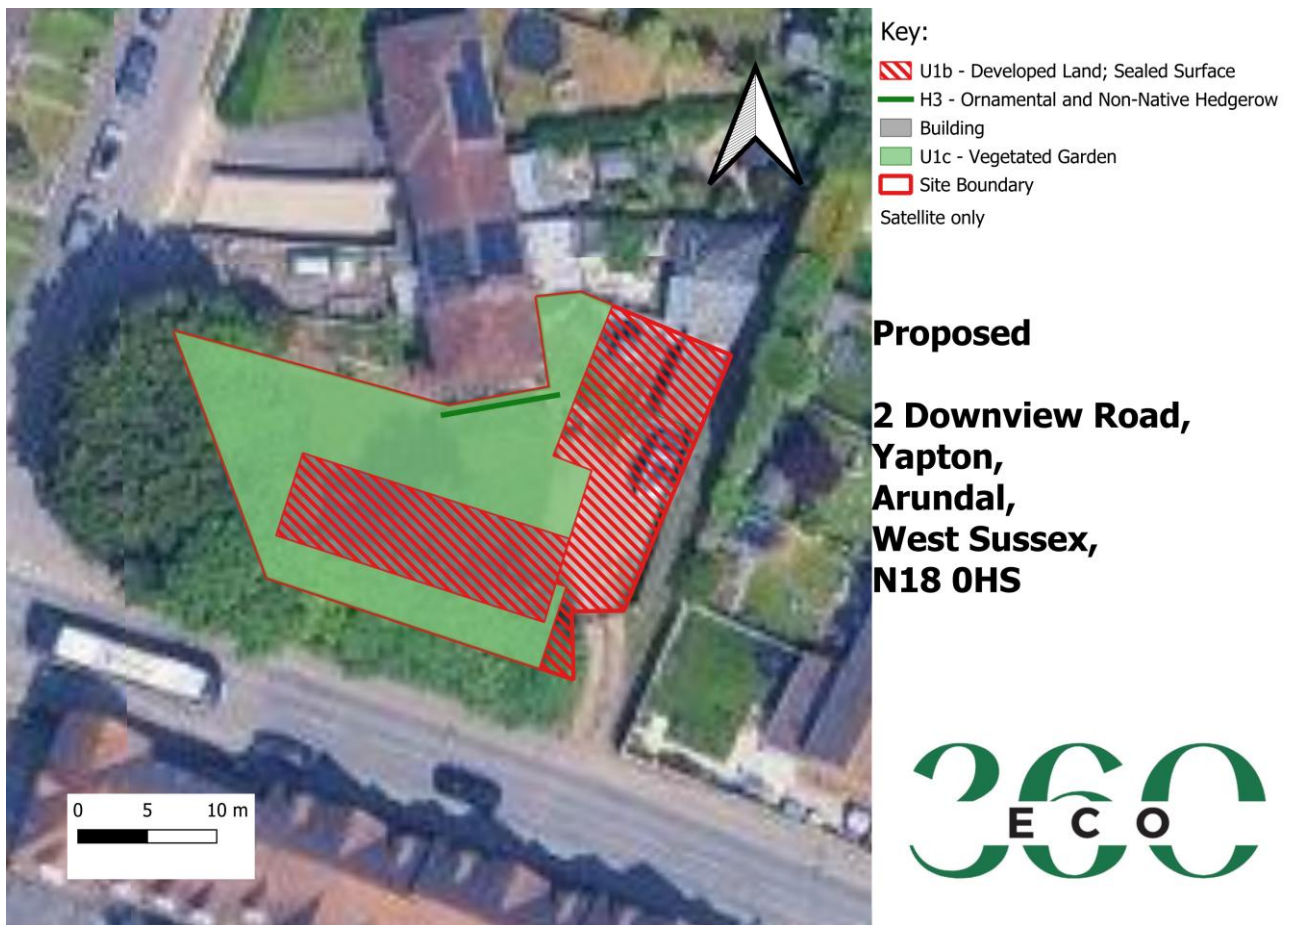 Key:
U1b - Developed Land; Sealed Surface
H3 - Ornamental and Non-Native Hedgerow
Building
U1c - Vegetated Garden
Site Boundary
Satellite only
Proposed
2 Downview Road,
Yapton,
Arundal,
West Sussex,
N18 0HS
0 5 10 m
360
ECO